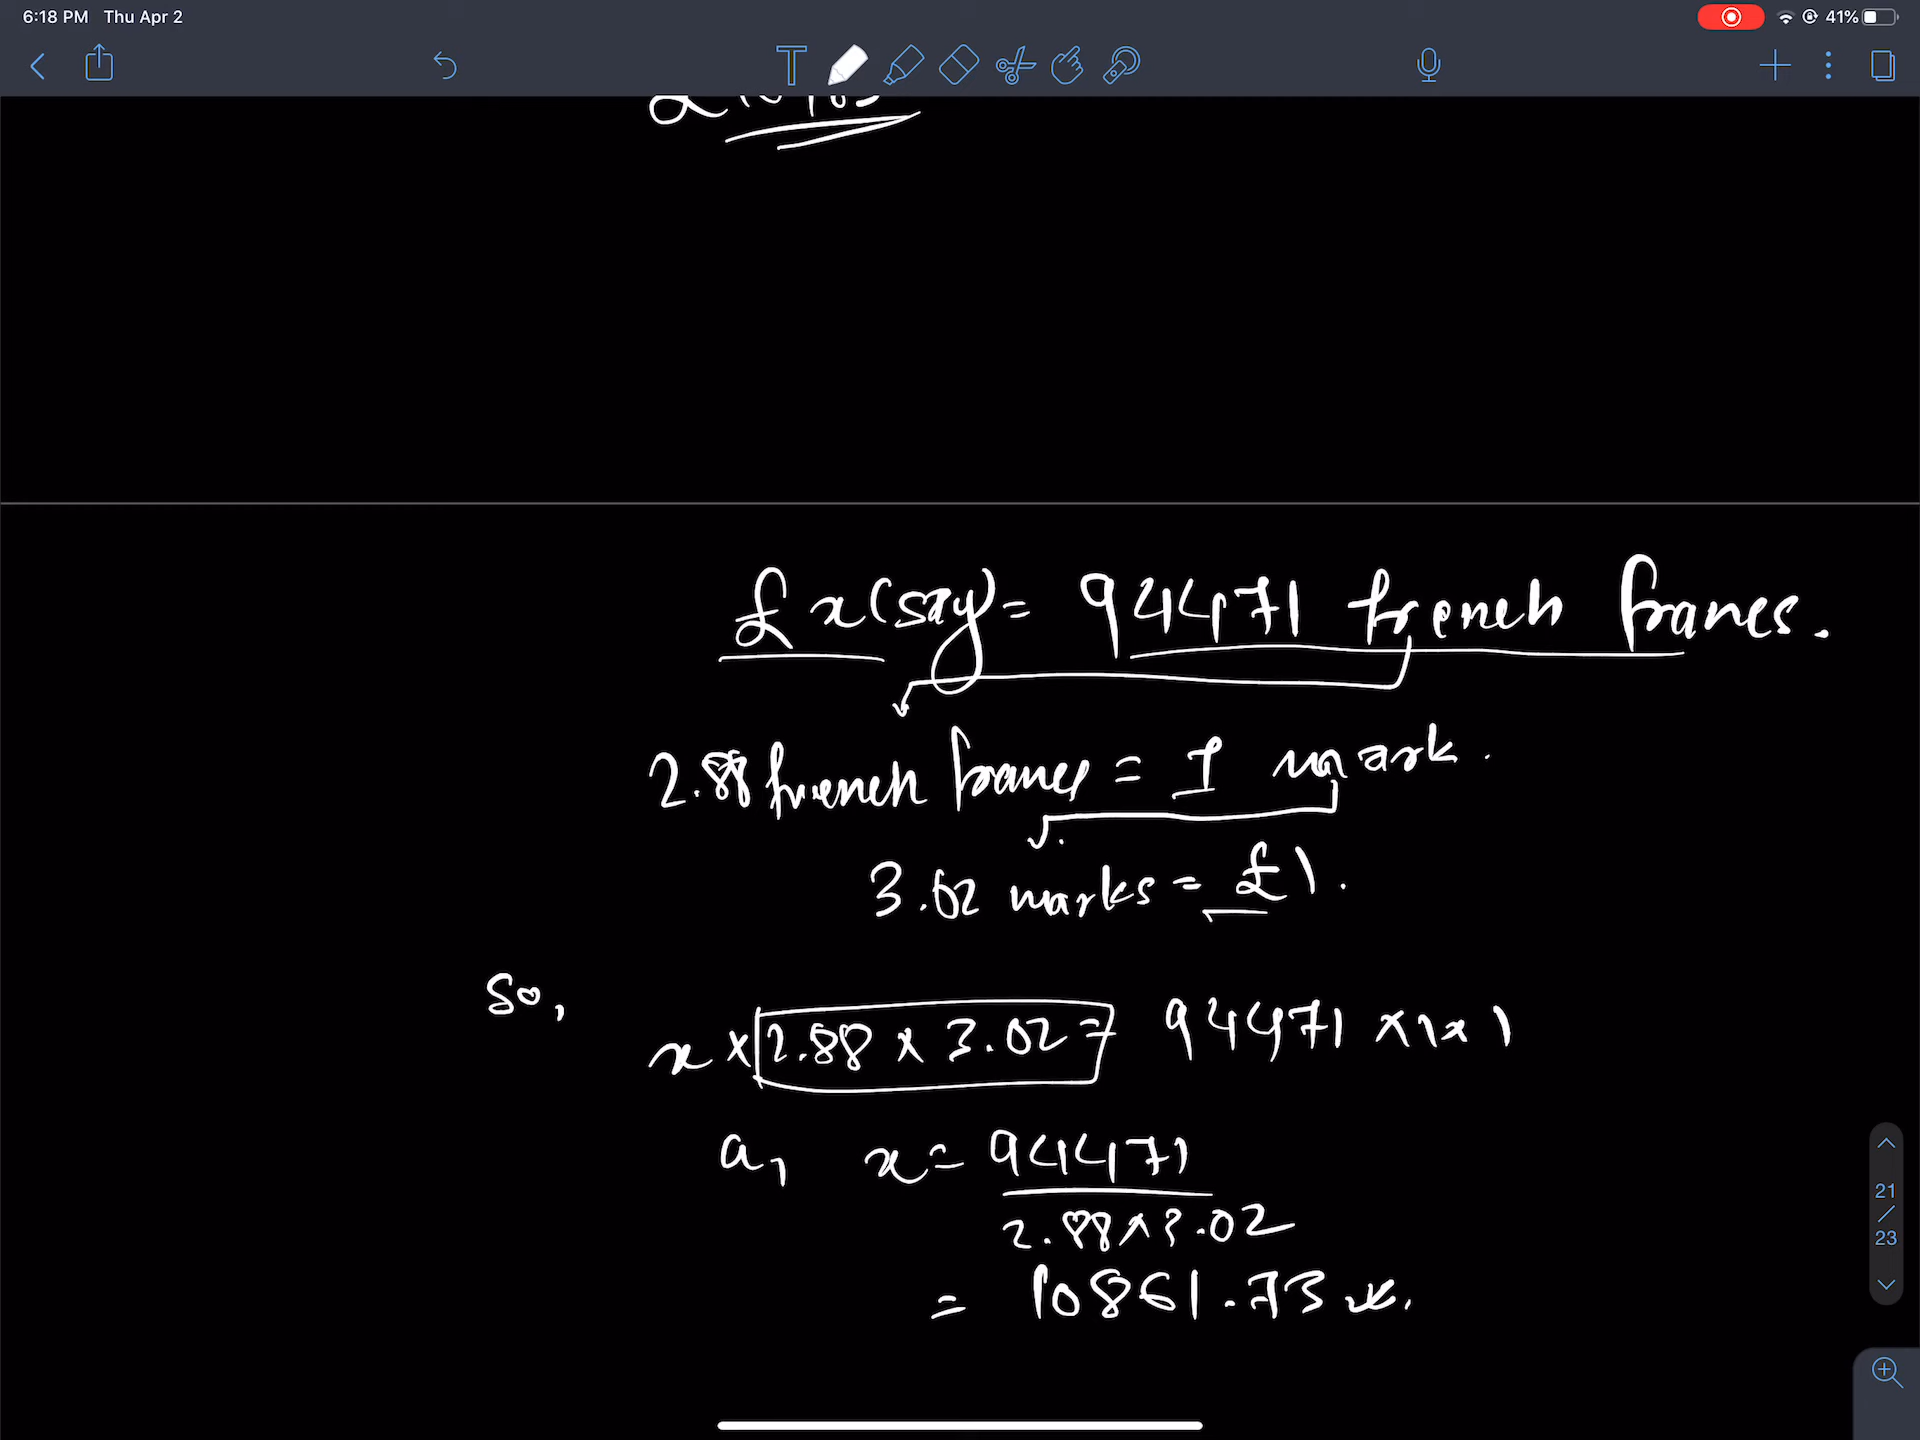 6:18 PM Thu Apr 2
41%
T
£ x (say) = 94471 french francs.
2.88 french francs = 1 mark.
3.02 marks = £1.
So,
x × 2.88 × 3.02 = 94471 × 1 × 1
a, x = 94471
2.88 × 3.02
= 10861.73
21
/
23